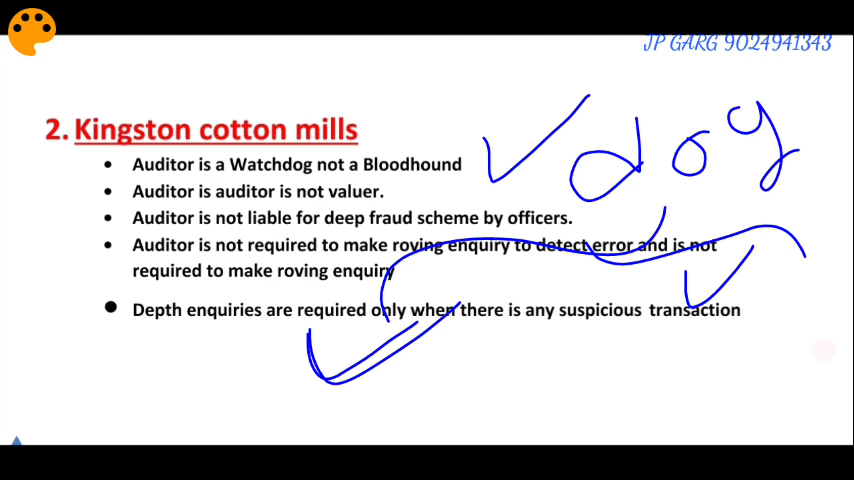 JP GARG 9024941343
2. Kingston cotton mills
• Auditor is a Watchdog not a Bloodhound
dog
• Auditor is auditor is not valuer.
• Auditor is not liable for deep fraud scheme by officers.
• Auditor is not required to make roving enquiry to detect error and is not
required to make roving enquiry
• Depth enquiries are required only when there is any suspicious transaction